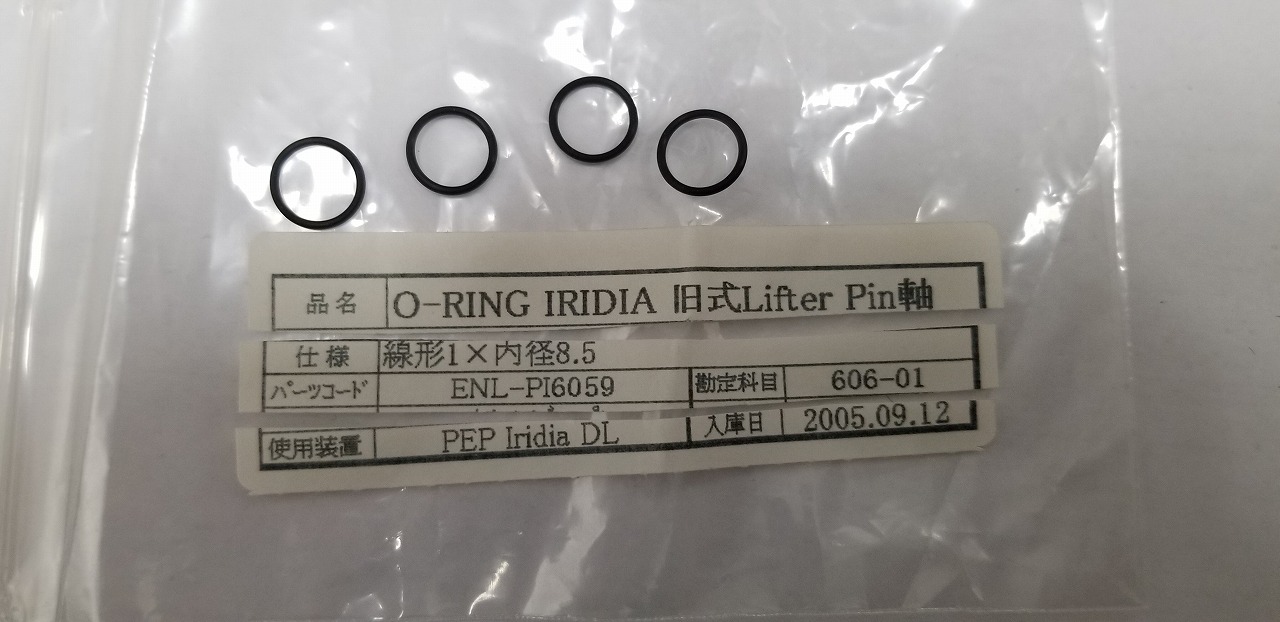 品名 O-RING IRIDIA 旧式Lifter Pin軸
仕様 線形1×内径8.5
パーツコード ENL-PI6059 勘定科目 606-01
使用装置 PEP Iridia DL 入庫日 2005.09.12